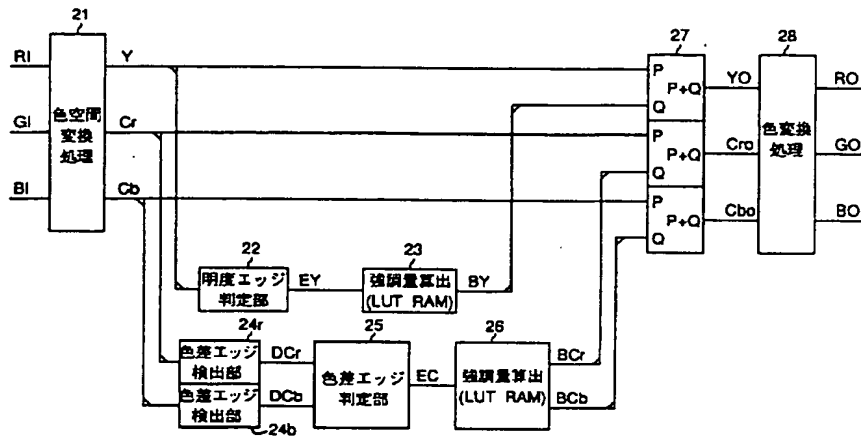 21
RI
GI
BI
色空間
変換
処理
Y
Cr
Cb
27
P
P+Q
Q
P
P+Q
Q
P
P+Q
Q
YO
Cro
Cbo
28
色変換
処理
RO
GO
BO
22
明度エッジ
判定部
EY
23
強調量算出
(LUT RAM)
BY
24r
色差エッジ
検出部
色差エッジ
検出部
24b
DCr
DCb
25
色差エッジ
判定部
EC
26
強調量算出
(LUT RAM)
BCr
BCb